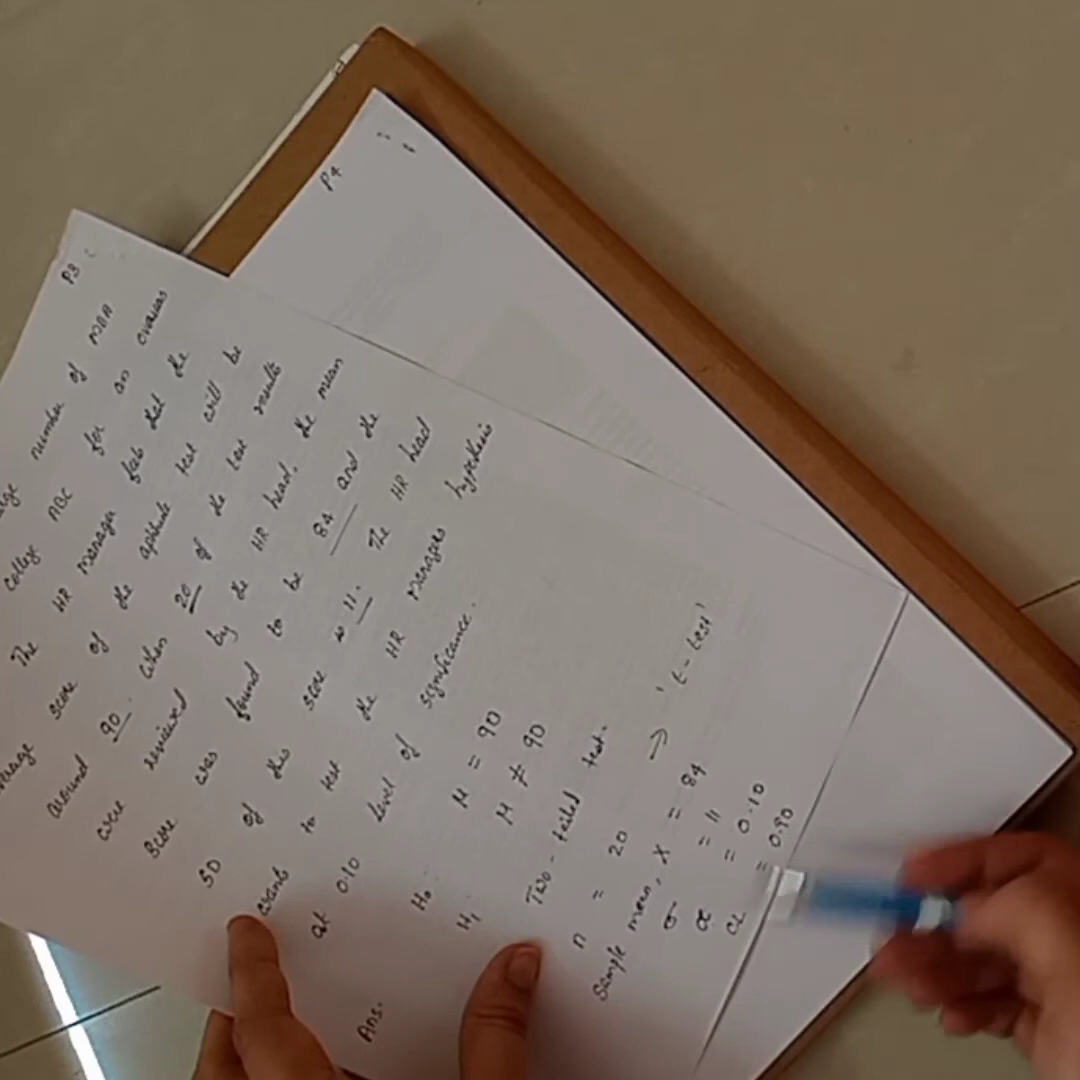 P4
P3
number of MBA
college ABC for an overseas
The HR manager feels that the
score of the aptitude test will be
around 90. When 20 of the test results
were reviewed by the HR head, the mean
score was found to be 84 and the
SD of this score is 11. The HR head
wants to test the HR managers hypothesis
at 0.10 level of significance.
Ans. H₀ μ = 90
H₁ μ ≠ 90
Two-tailed test.
n = 20 → 't-test'
Sample mean, X = 84
σ = 11
α = 0.10
CL = 0.90